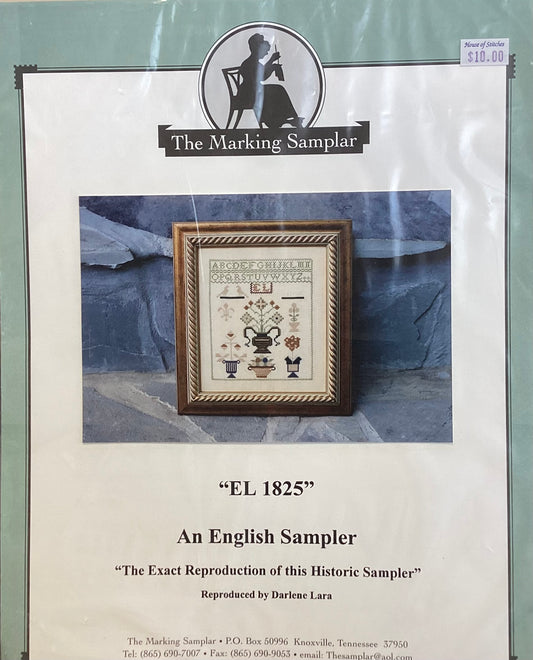 House of Stitches
$10.00
The Marking Samplar
ABCDEFGHIJKL
OPQRSTUVWXYZ
EL
“EL 1825”
An English Sampler
“The Exact Reproduction of this Historic Sampler”
Reproduced by Darlene Lara
The Marking Samplar • P.O. Box 50996 Knoxville, Tennessee 37950
Tel: (865) 690-7007 • Fax: (865) 690-9053 • email: Thesamplar@aol.com